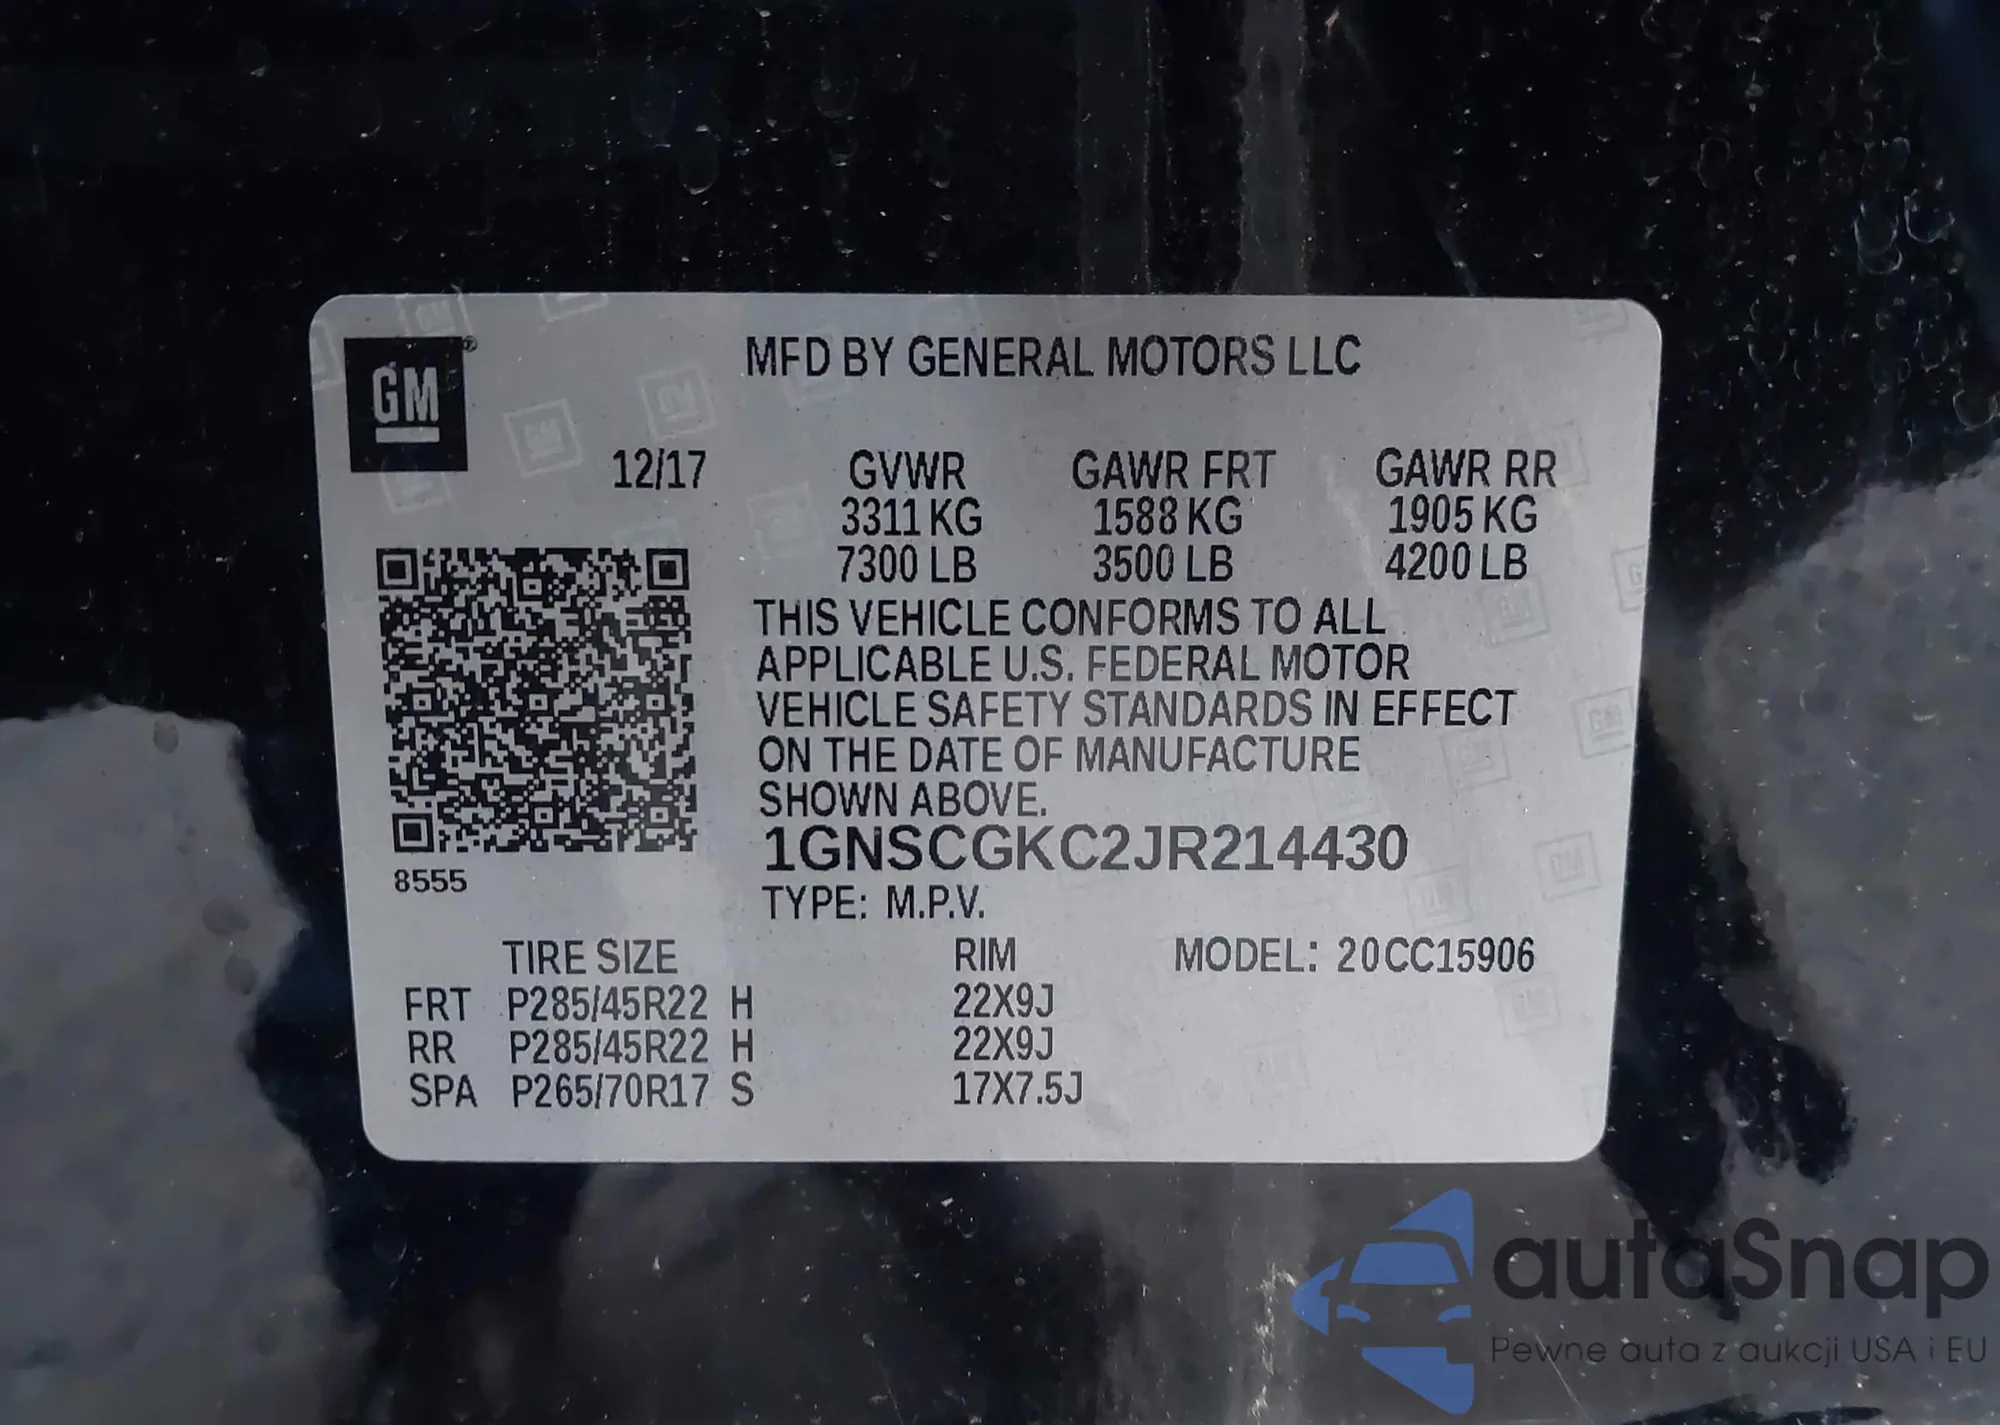 GM
MFD BY GENERAL MOTORS LLC
12/17 GVWR GAWR FRT GAWR RR
3311 KG 1588 KG 1905 KG
7300 LB 3500 LB 4200 LB
THIS VEHICLE CONFORMS TO ALL
APPLICABLE U.S. FEDERAL MOTOR
VEHICLE SAFETY STANDARDS IN EFFECT
ON THE DATE OF MANUFACTURE
SHOWN ABOVE.
1GNSCGKC2JR214430
8555
TYPE: M.P.V.
TIRE SIZE RIM MODEL: 20CC15906
FRT P285/45R22 H 22X9J
RR P285/45R22 H 22X9J
SPA P265/70R17 S 17X7.5J
autaSnap
Pewne auta z aukcji USA i EU